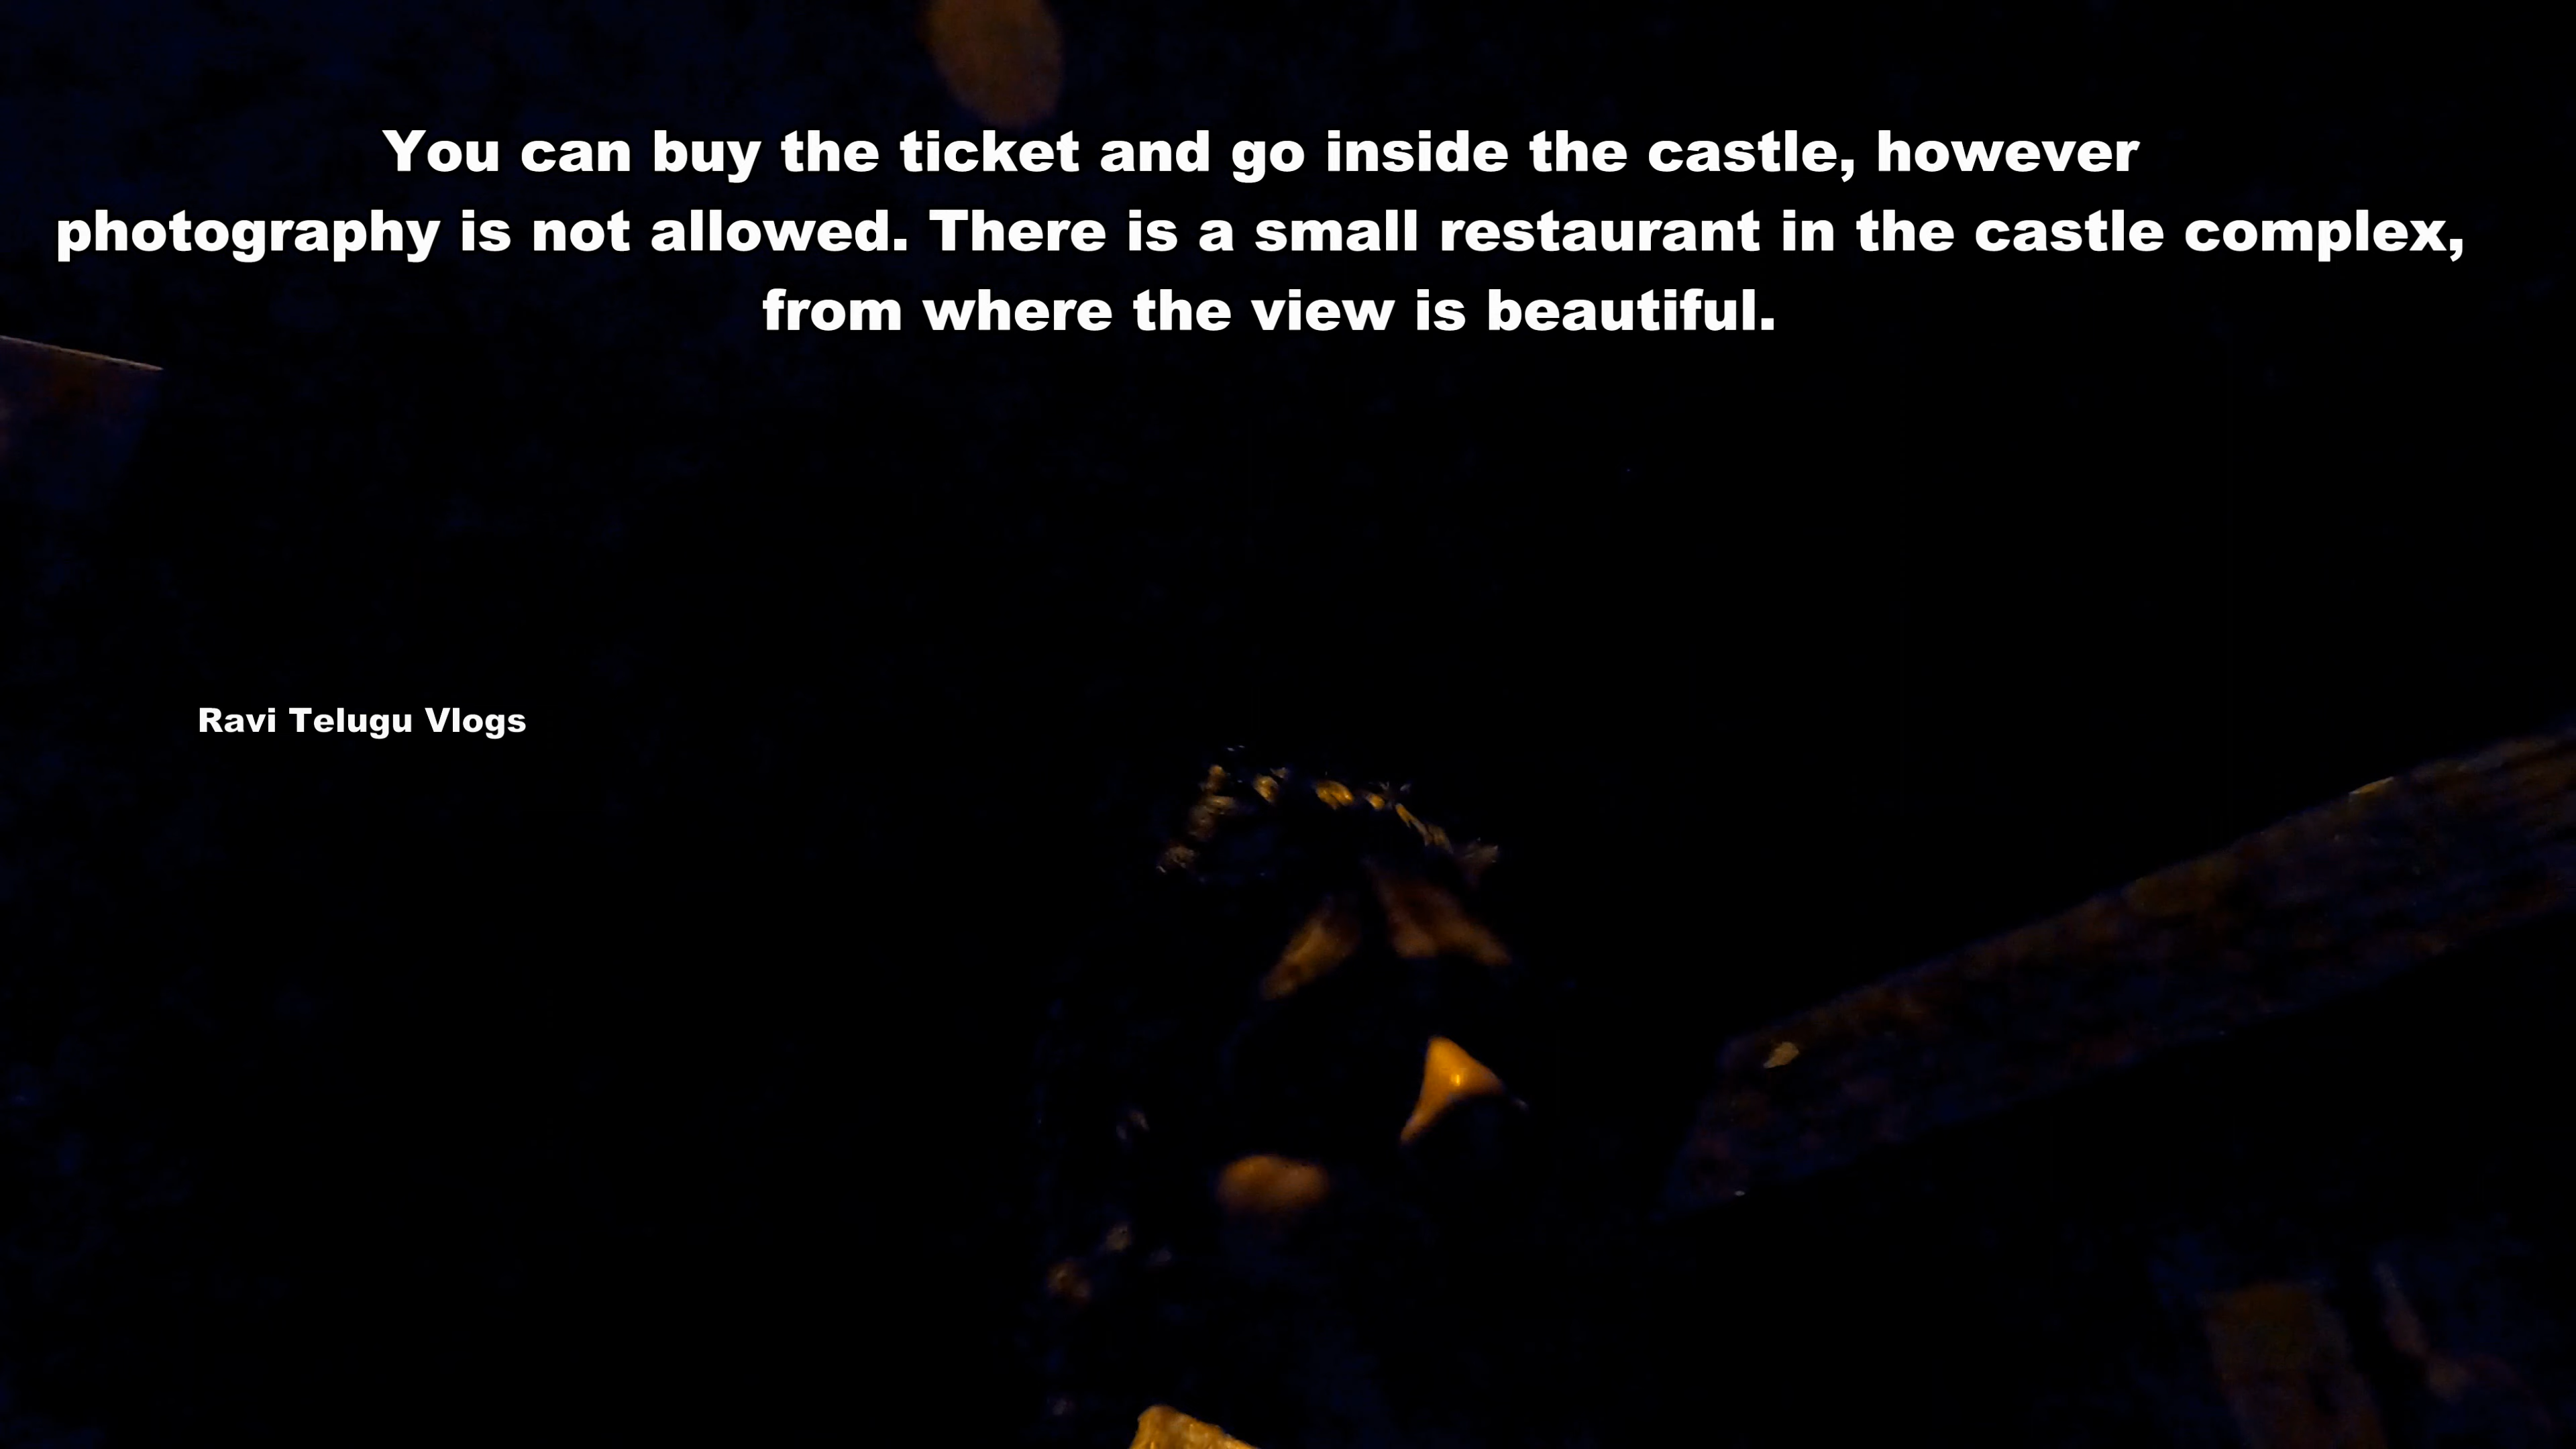 You can buy the ticket and go inside the castle, however
photography is not allowed. There is a small restaurant in the castle complex,
from where the view is beautiful.
Ravi Telugu Vlogs